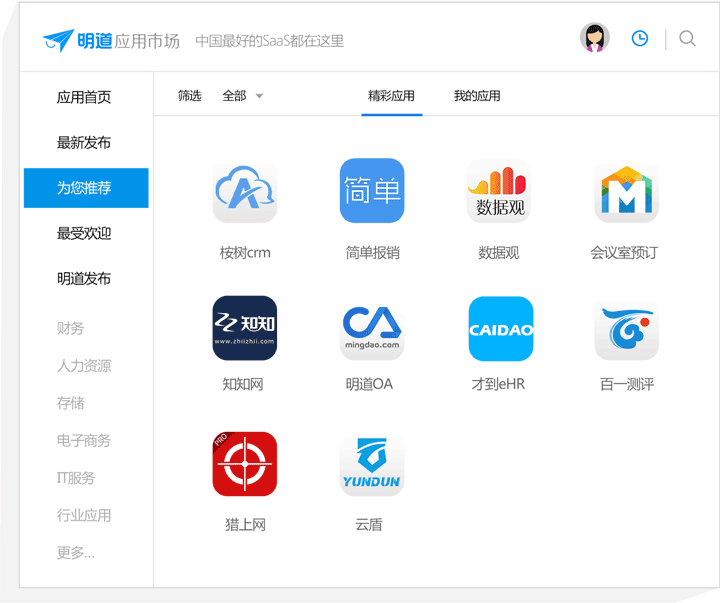 明道应用市场 中国最好的SaaS都在这里
应用首页
最新发布
为您推荐
最受欢迎
明道发布
财务
人力资源
存储
电子商务
IT服务
行业应用
更多...
筛选 全部 精彩应用 我的应用
简单
数据观
桉树crm 简单报销 数据观 会议室预订
知知
www.zhiizhii.com
mingdao.com
CAIDAO
知知网 明道OA 才到eHR 百一测评
PRO
YUNDUN
猎上网 云盾